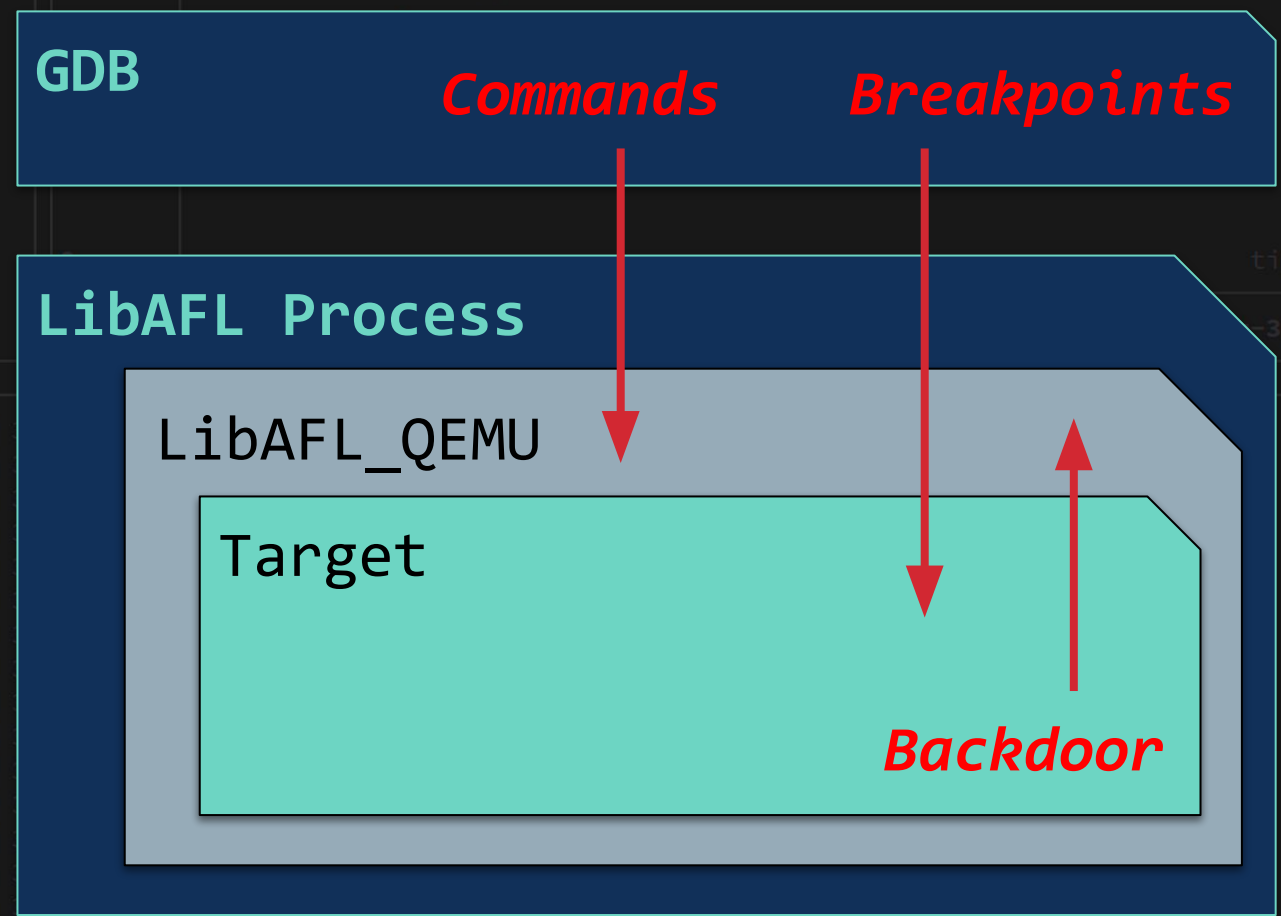 GDB
Commands Breakpoints
LibAFL Process
LibAFL_QEMU
Target
Backdoor